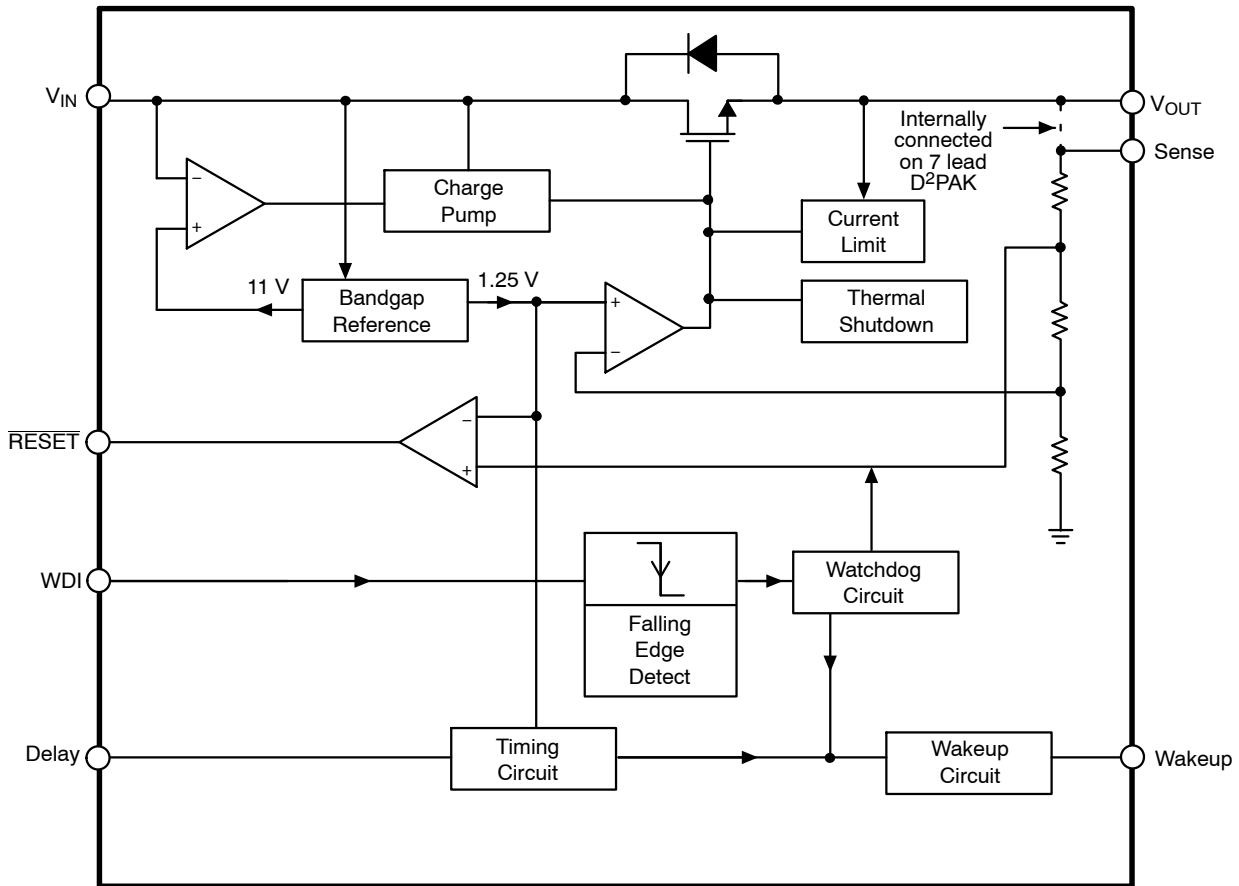 V_IN
V_OUT
Internally
connected
on 7 lead
D²PAK
Sense
−
+
Charge
Pump
Current
Limit
11 V
Bandgap
Reference
1.25 V
+
−
Thermal
Shutdown
R̅E̅S̅E̅T̅
−
+
WDI
Falling
Edge
Detect
Watchdog
Circuit
Delay
Timing
Circuit
Wakeup
Circuit
Wakeup